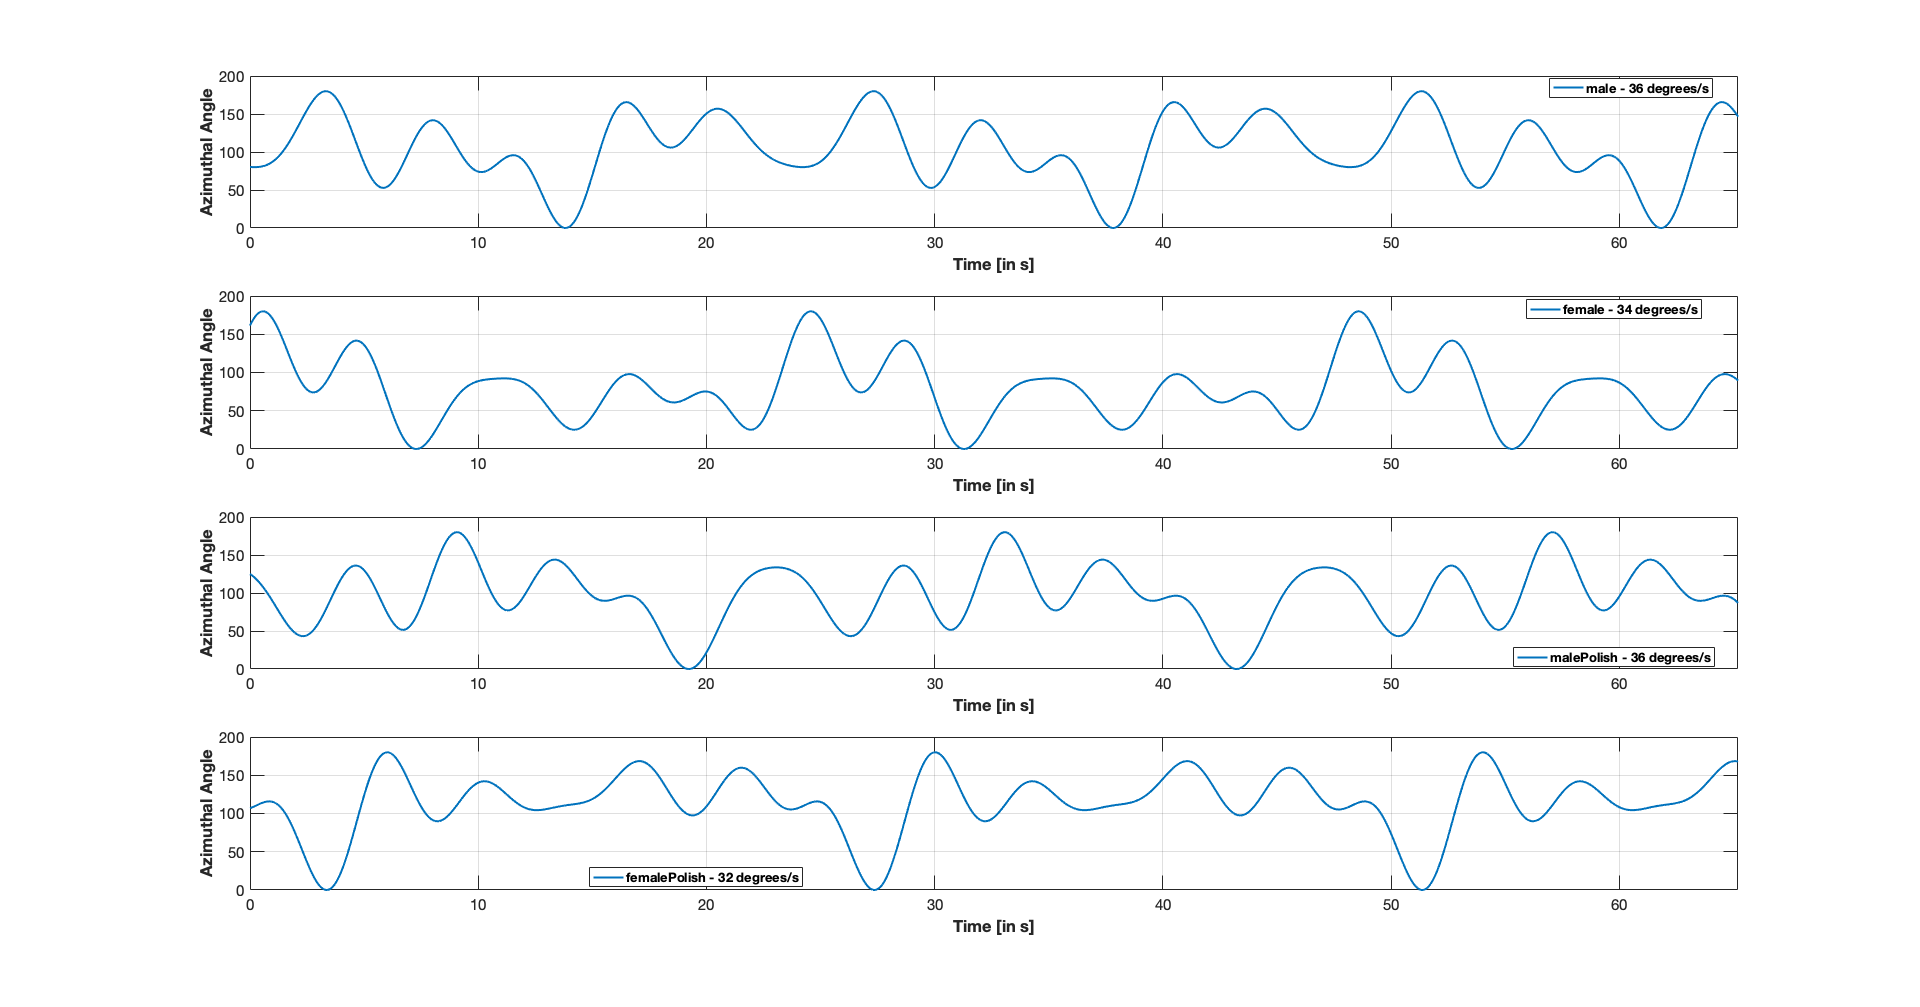 male - 36 degrees/s
200
150
100
50
0
Azimuthal Angle
0 10 20 30 40 50 60
Time [in s]
female - 34 degrees/s
200
150
100
50
0
Azimuthal Angle
0 10 20 30 40 50 60
Time [in s]
200
150
100
50
0
Azimuthal Angle
malePolish - 36 degrees/s
0 10 20 30 40 50 60
Time [in s]
200
150
100
50
0
Azimuthal Angle
femalePolish - 32 degrees/s
0 10 20 30 40 50 60
Time [in s]